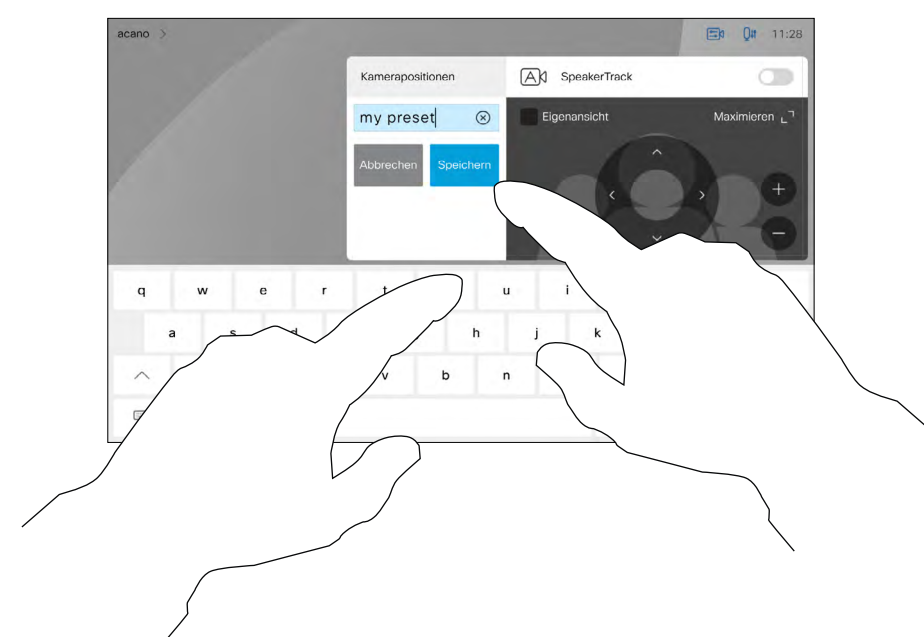 acano
11:28
Kamerapositionen
SpeakerTrack
my preset
Eigenansicht
Maximieren
Abbrechen
Speichern
q w e r t u i
a s d h j k
v b n